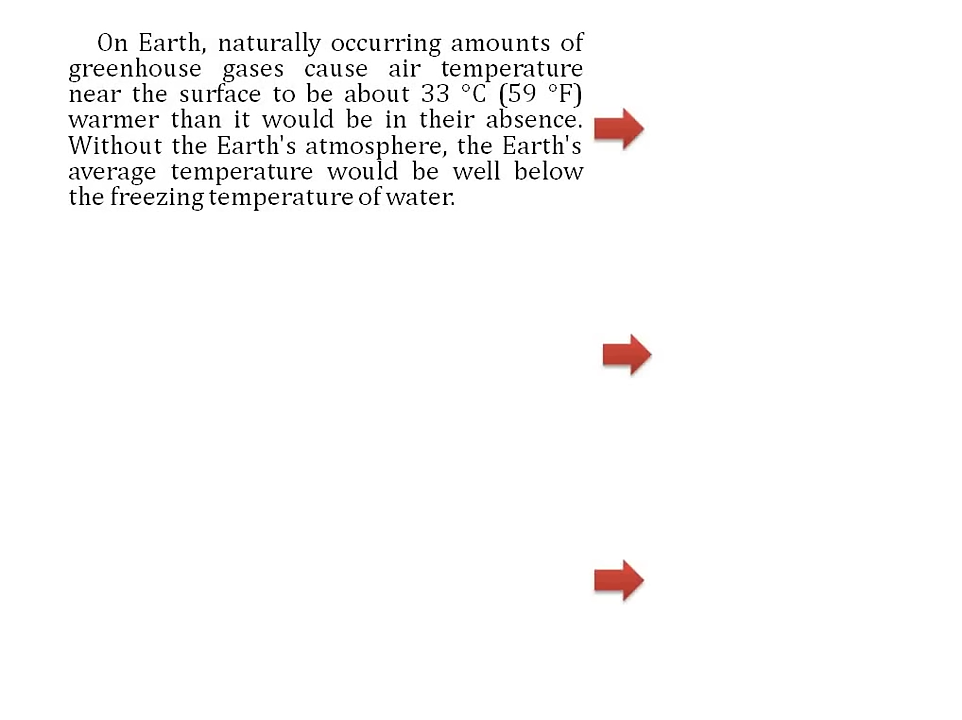 On Earth, naturally occurring amounts of
greenhouse gases cause air temperature
near the surface to be about 33 °C (59 °F)
warmer than it would be in their absence.
Without the Earth's atmosphere, the Earth's
average temperature would be well below
the freezing temperature of water.